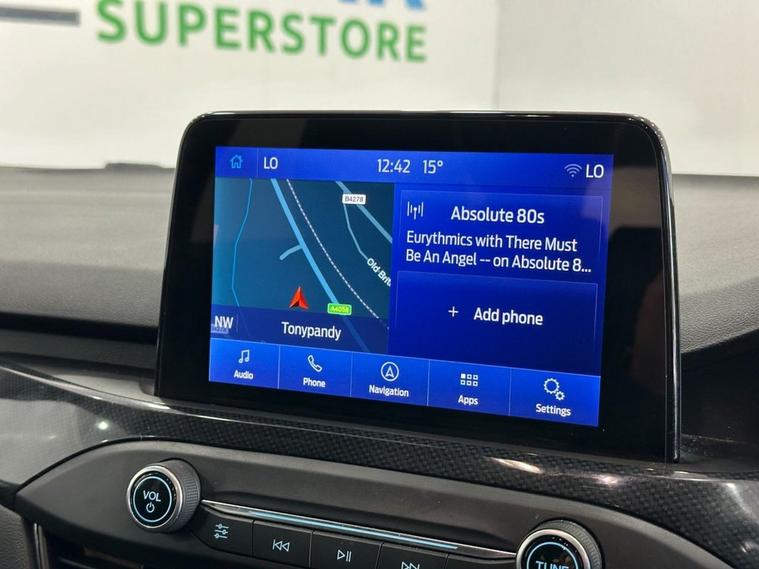 SUPERSTORE
LO 12:42 15° LO
B4278
Absolute 80s
Eurythmics with There Must
Be An Angel -- on Absolute 8...
Old Brit
A4058
+ Add phone
NW
Tonypandy
Audio Phone Navigation Apps Settings
VOL
TUNE